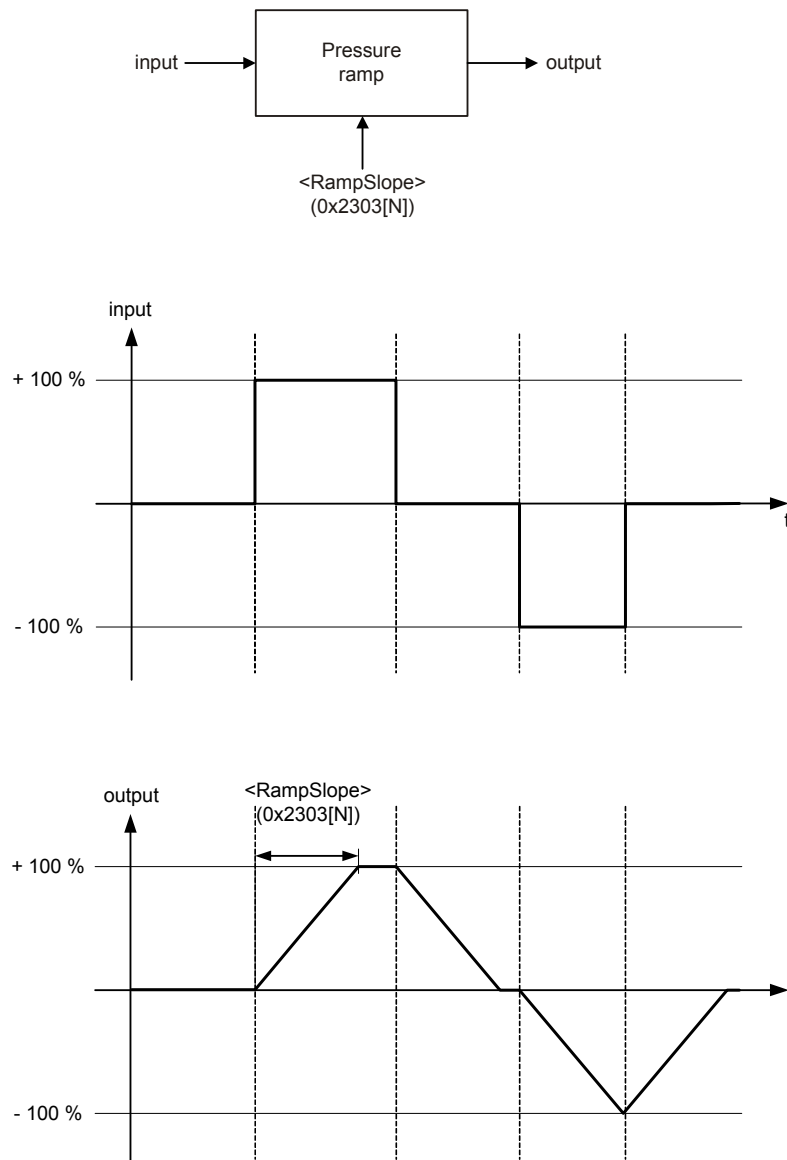 input
Pressure
ramp
output
<RampSlope>
(0x2303[N])
input
+ 100 %
t
- 100 %
output
<RampSlope>
(0x2303[N])
+ 100 %
- 100 %